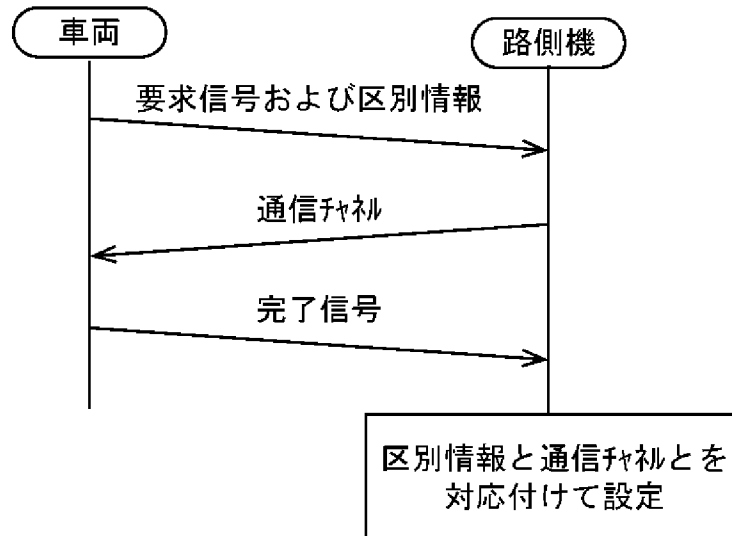 車両
路側機
要求信号および区別情報
通信ﾁｬﾈﾙ
完了信号
区別情報と通信ﾁｬﾈﾙとを
対応付けて設定